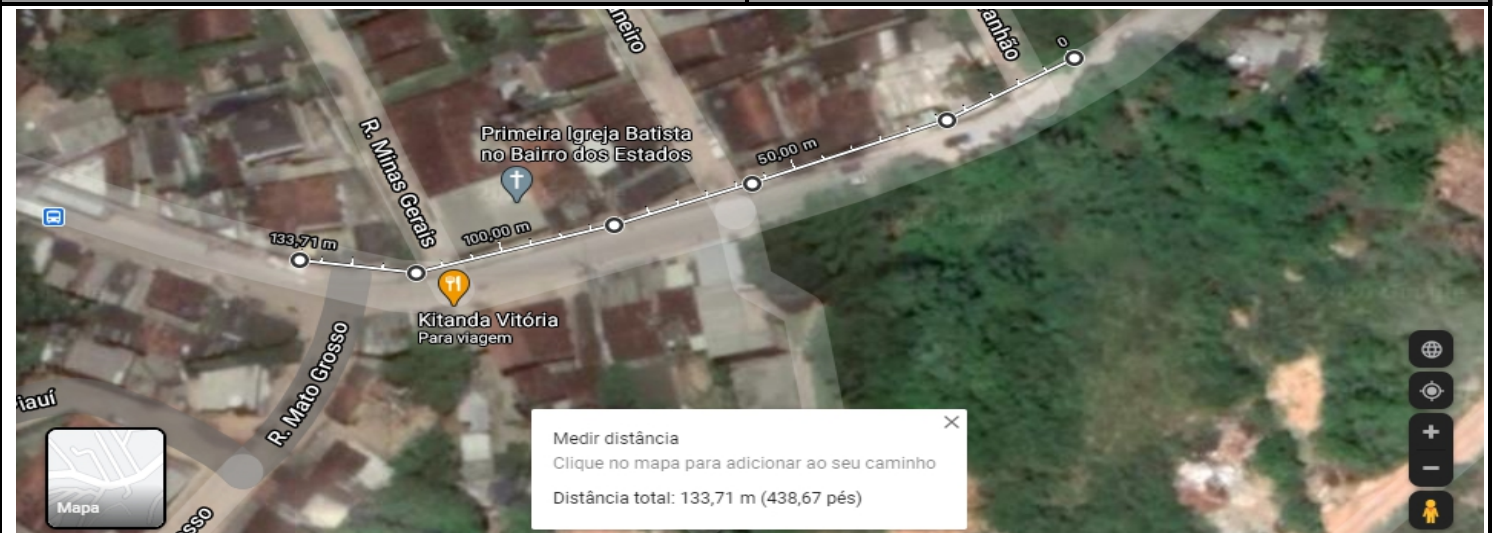 aneiro
anhão
0
R. Minas Gerais
Primeira Igreja Batista
no Bairro dos Estados
50,00 m
100,00 m
133,71 m
Kitanda Vitória
Para viagem
R. Mato Grosso
iauí
Mapa
osso
Medir distância
Clique no mapa para adicionar ao seu caminho
Distância total: 133,71 m (438,67 pés)